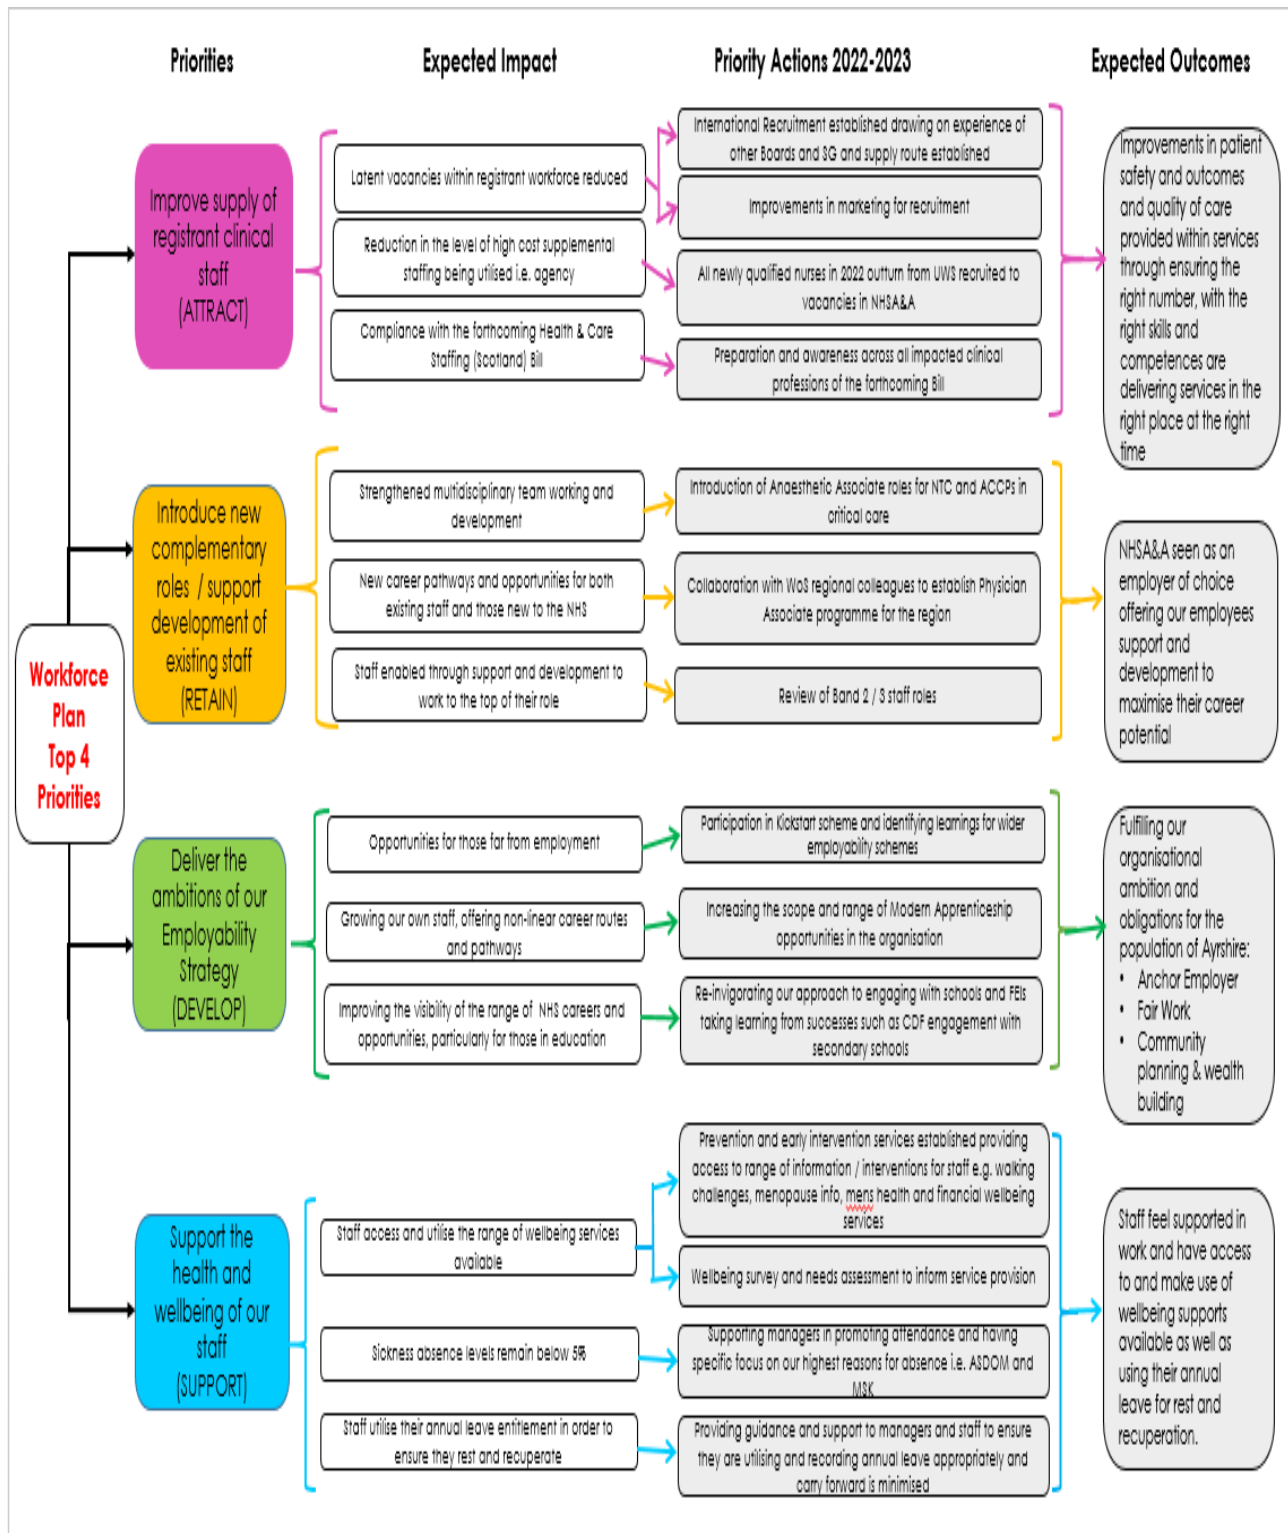 Priorities
Expected Impact
Priority Actions 2022-2023
Expected Outcomes
Workforce
Plan
Top 4
Priorities
Improve supply of
registrant clinical
staff
(ATTRACT)
Latent vacancies within registrant workforce reduced
Reduction in the level of high cost supplemental
staffing being utilised i.e. agency
Compliance with the forthcoming Health & Care
Staffing (Scotland) Bill
International Recruitment established drawing on experience of
other Boards and SG and supply route established
Improvements in marketing for recruitment
All newly qualified nurses in 2022 outturn from UWS recruited to
vacancies in NHSA&A
Preparation and awareness across all impacted clinical
professions of the forthcoming Bill
Improvements in patient
safety and outcomes
and quality of care
provided within services
through ensuring the
right number, with the
right skills and
competences are
delivering services in the
right place at the right
time
Introduce new
complementary
roles / support
development of
existing staff
(RETAIN)
Strengthened multidisciplinary team working and
development
New career pathways and opportunities for both
existing staff and those new to the NHS
Staff enabled through support and development to
work to the top of their role
Introduction of Anaesthetic Associate roles for NTC and ACCPs in
critical care
Collaboration with WoS regional colleagues to establish Physician
Associate programme for the region
Review of Band 2 / 3 staff roles
NHSA&A seen as an
employer of choice
offering our employees
support and
development to
maximise their career
potential
Deliver the
ambitions of our
Employability
Strategy
(DEVELOP)
Opportunities for those far from employment
Growing our own staff, offering non-linear career routes
and pathways
Improving the visibility of the range of NHS careers and
opportunities, particularly for those in education
Participation in Kickstart scheme and identifying learnings for wider
employability schemes
Increasing the scope and range of Modern Apprenticeship
opportunities in the organisation
Re-invigorating our approach to engaging with schools and FEIs
taking learning from successes such as CDF engagement with
secondary schools
Fulfilling our
organisational
ambition and
obligations for the
population of Ayrshire:
• Anchor Employer
• Fair Work
• Community
planning & wealth
building
Support the
health and
wellbeing of our
staff
(SUPPORT)
Staff access and utilise the range of wellbeing services
available
Sickness absence levels remain below 5%
Staff utilise their annual leave entitlement in order to
ensure they rest and recuperate
Prevention and early intervention services established providing
access to range of information / interventions for staff e.g. walking
challenges, menopause info, mens health and financial wellbeing
services
Wellbeing survey and needs assessment to inform service provision
Supporting managers in promoting attendance and having
specific focus on our highest reasons for absence i.e. ASDOM and
MSK
Providing guidance and support to managers and staff to ensure
they are utilising and recording annual leave appropriately and
carry forward is minimised
Staff feel supported in
work and have access
to and make use of
wellbeing supports
available as well as
using their annual
leave for rest and
recuperation.